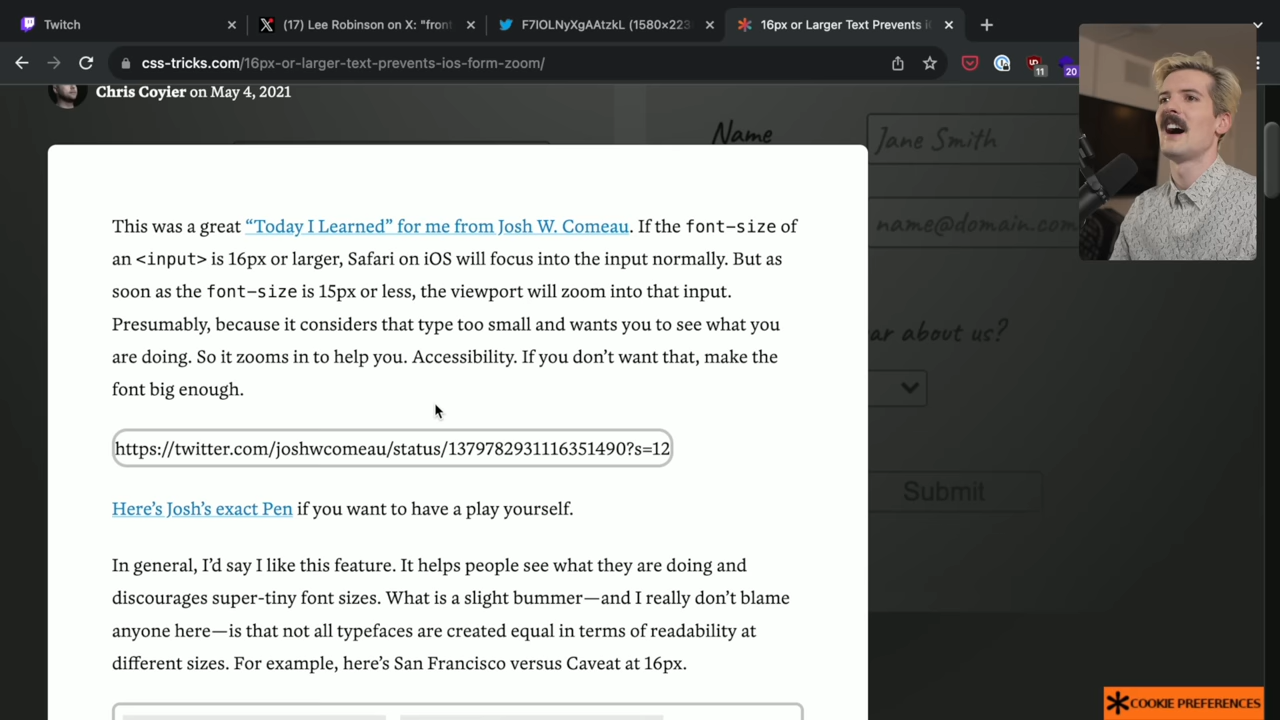 Twitch
(17) Lee Robinson on X: "front
F7IOLNyXgAAtzkL (1580×223
16px or Larger Text Prevents i
css-tricks.com/16px-or-larger-text-prevents-ios-form-zoom/
11
20
Chris Coyier on May 4, 2021
Name
Jane Smith
name@domain.com
ar about us?
Submit
This was a great “Today I Learned” for me from Josh W. Comeau. If the font-size of
an <input> is 16px or larger, Safari on iOS will focus into the input normally. But as
soon as the font-size is 15px or less, the viewport will zoom into that input.
Presumably, because it considers that type too small and wants you to see what you
are doing. So it zooms in to help you. Accessibility. If you don’t want that, make the
font big enough.
https://twitter.com/joshwcomeau/status/1379782931116351490?s=12
Here’s Josh’s exact Pen if you want to have a play yourself.
In general, I’d say I like this feature. It helps people see what they are doing and
discourages super-tiny font sizes. What is a slight bummer—and I really don’t blame
anyone here—is that not all typefaces are created equal in terms of readability at
different sizes. For example, here’s San Francisco versus Caveat at 16px.
COOKIE PREFERENCES